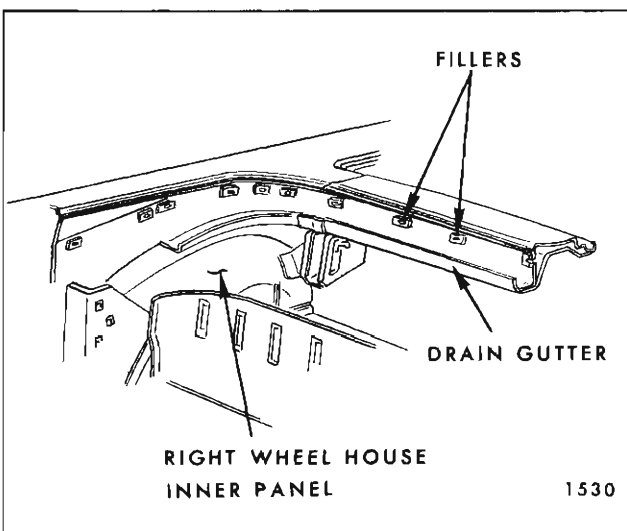 FILLERS
DRAIN GUTTER
RIGHT WHEEL HOUSE
INNER PANEL
1530